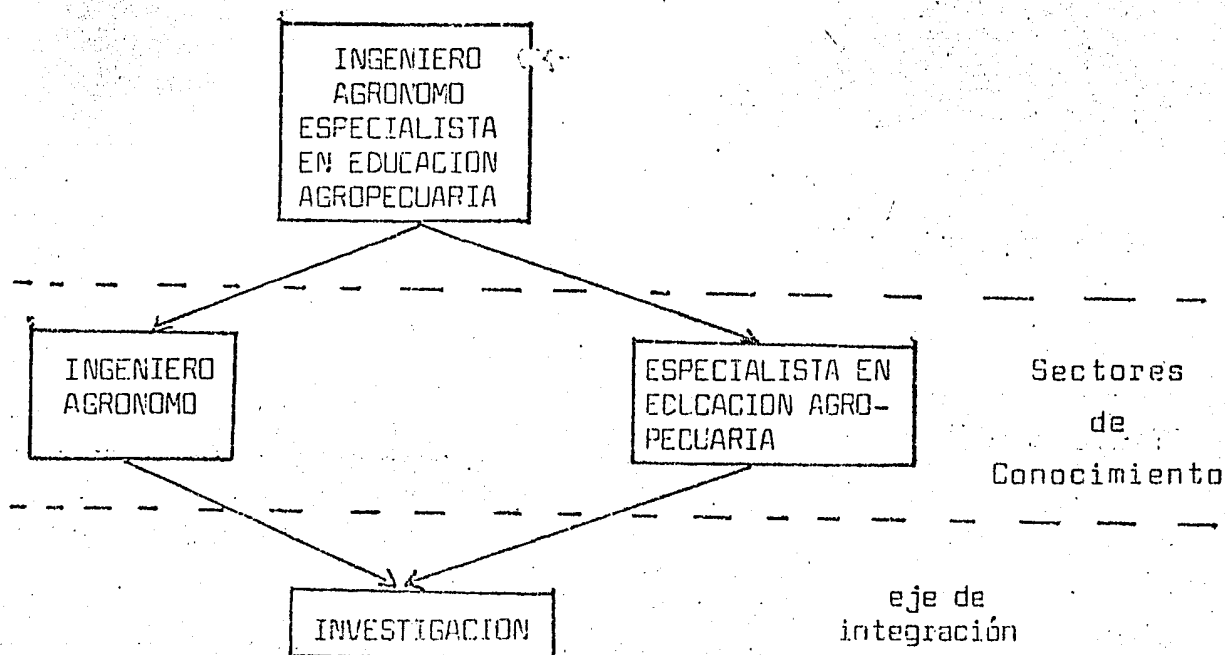 INGENIERO
AGRONOMO
ESPECIALISTA
EN EDUCACION
AGROPECUARIA
INGENIERO
AGRONOMO
ESPECIALISTA EN
EDLCACION AGRO-
PECUARIA
Sectores
de
Conocimiento
INVESTIGACION
eje de
integración